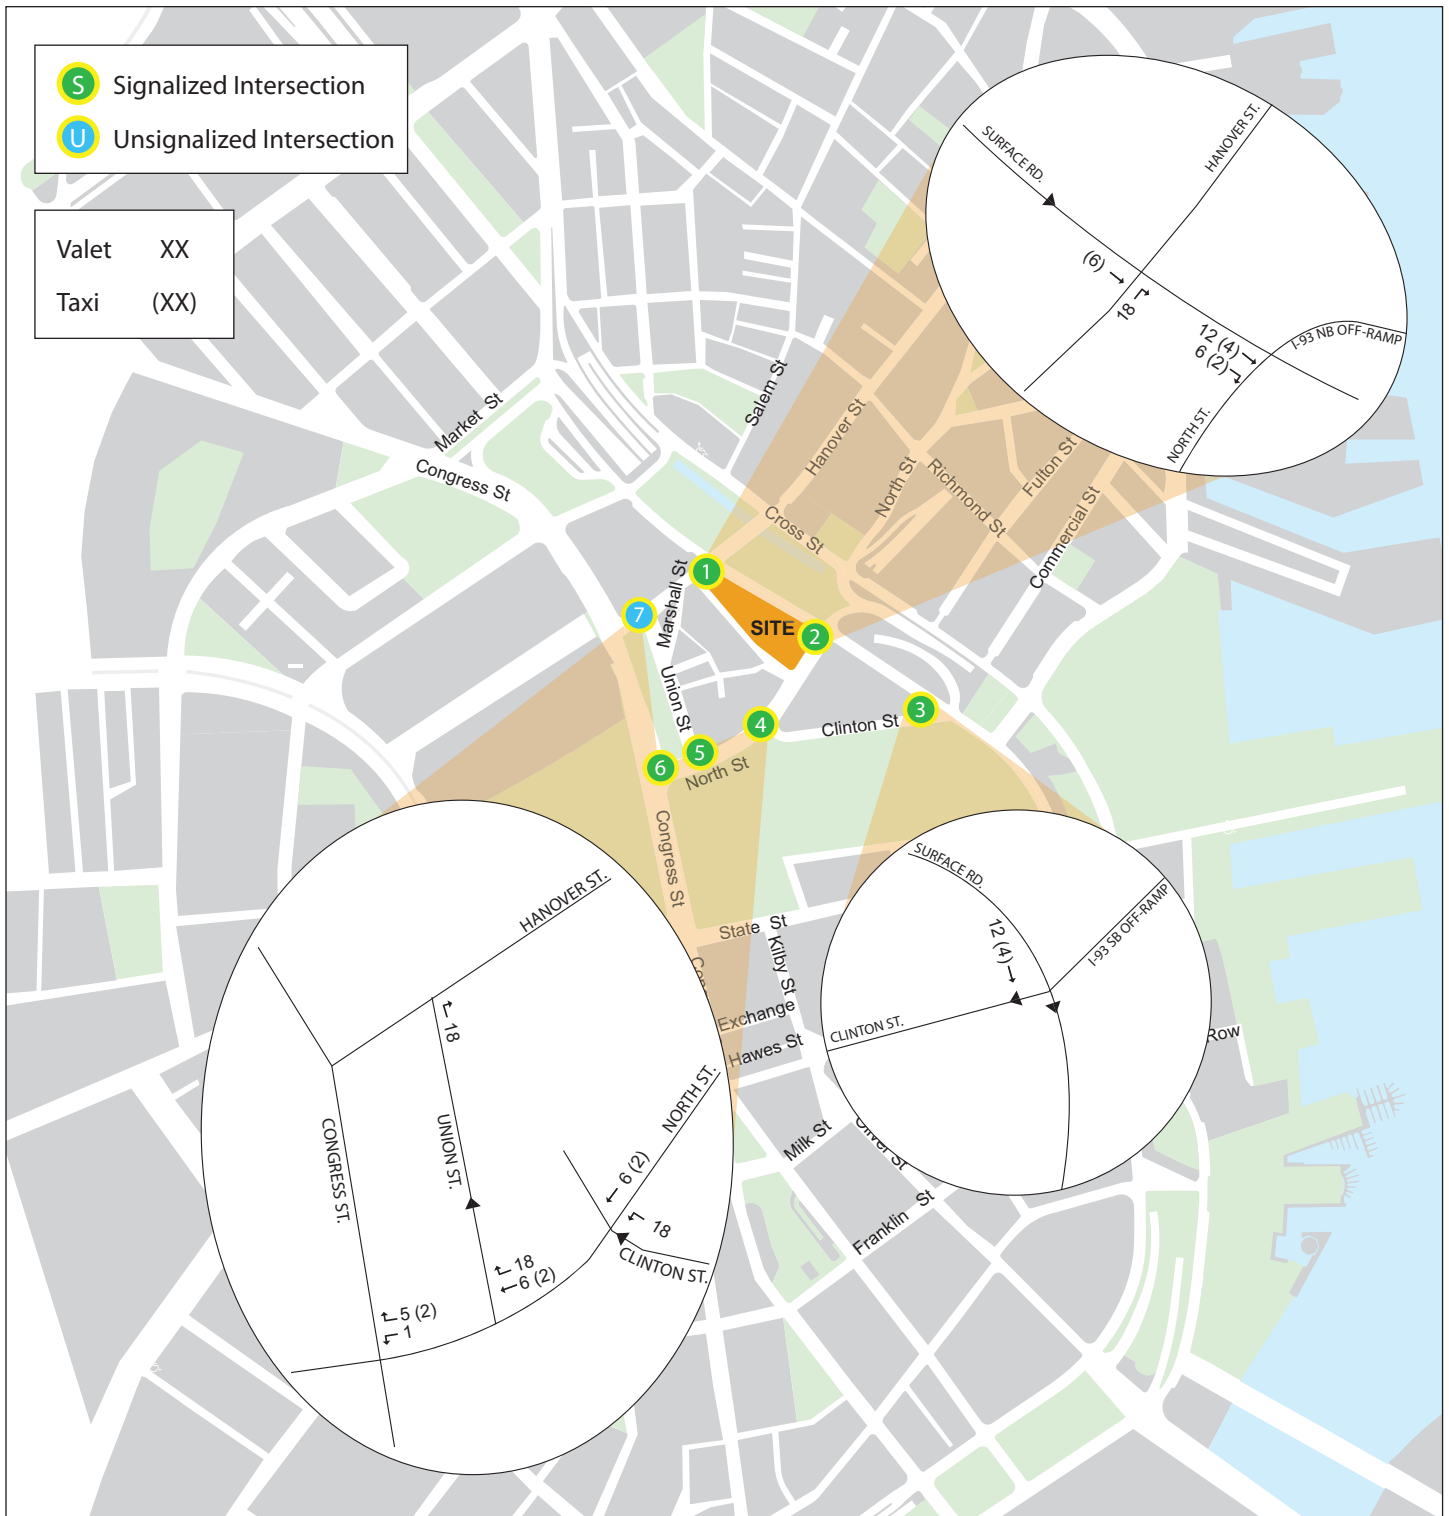 S Signalized Intersection
U Unsignalized Intersection
Valet XX
Taxi (XX)
SURFACE RD.
HANOVER ST.
(6)
18
12 (4)
6 (2)
I-93 NB OFF-RAMP
NORTH ST.
Market St
Congress St
Salem St
Hanover St
North St
Richmond St
Fulton St
Commercial St
Cross St
Marshall St
1
7
SITE
2
Union St
4
Clinton St
3
5
6
North St
Congress St
State St
Kilby St
Exchange
Hawes St
Row
Milk St
Oliver St
Franklin St
HANOVER ST.
18
CONGRESS ST.
UNION ST.
NORTH ST.
6 (2)
18
CLINTON ST.
18
6 (2)
5 (2)
1
SURFACE RD.
12 (4)
I-93 SB OFF-RAMP
CLINTON ST.